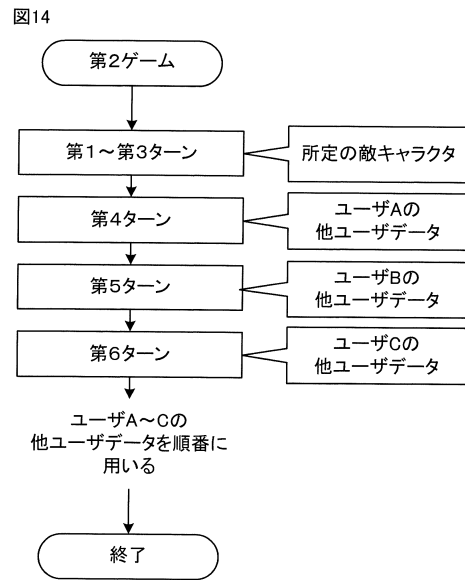 図14
第2ゲーム
第1～第3ターン
所定の敵キャラクタ
第4ターン
ユーザAの
他ユーザデータ
第5ターン
ユーザBの
他ユーザデータ
第6ターン
ユーザCの
他ユーザデータ
ユーザA～Cの
他ユーザデータを順番に
用いる
終了